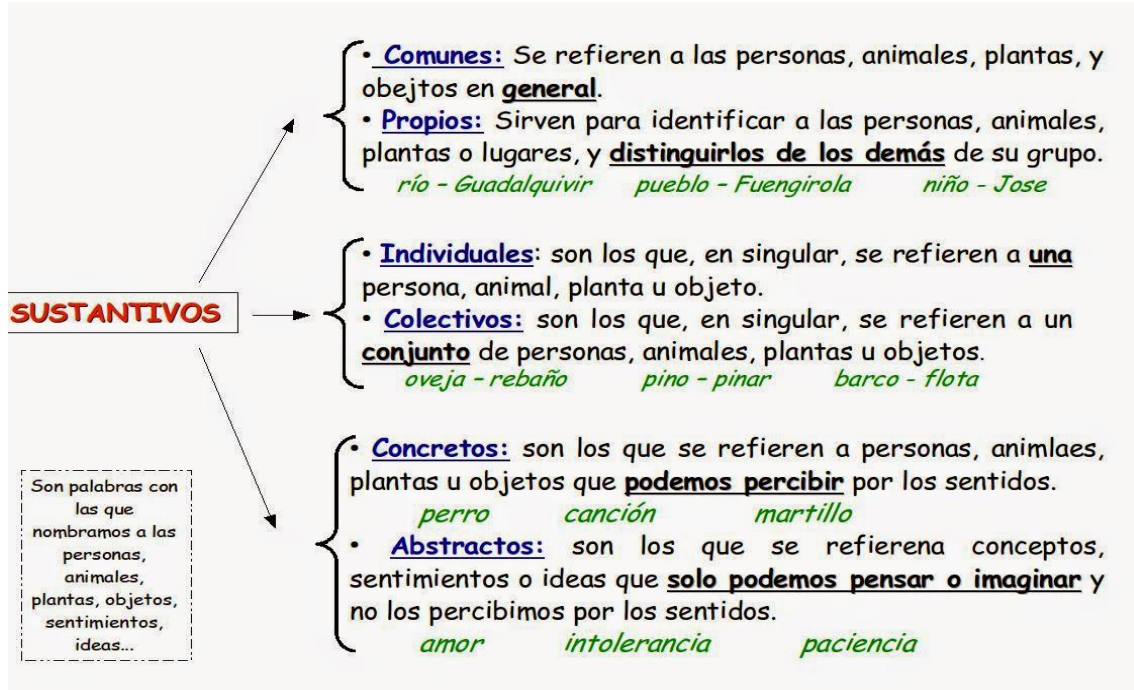 • Comunes: Se refieren a las personas, animales, plantas, y
obejtos en general.
• Propios: Sirven para identificar a las personas, animales,
plantas o lugares, y distinguirlos de los demás de su grupo.
río – Guadalquivir pueblo – Fuengirola niño - Jose
• Individuales: son los que, en singular, se refieren a una
persona, animal, planta u objeto.
• Colectivos: son los que, en singular, se refieren a un
conjunto de personas, animales, plantas u objetos.
oveja – rebaño pino – pinar barco - flota
SUSTANTIVOS
• Concretos: son los que se refieren a personas, animlaes,
plantas u objetos que podemos percibir por los sentidos.
perro canción martillo
• Abstractos: son los que se refierena conceptos,
sentimientos o ideas que solo podemos pensar o imaginar y
no los percibimos por los sentidos.
amor intolerancia paciencia
Son palabras con
las que
nombramos a las
personas,
animales,
plantas, objetos,
sentimientos,
ideas...